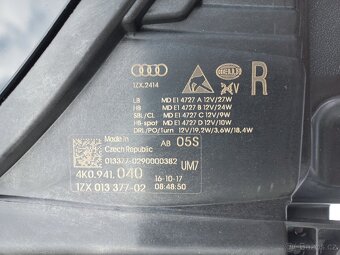 HELLA
R
1ZX.2414
LB MD E1 4727 A 12V/27W
HB MD E1 4727 B 12V/24W
SBL/CL MD E1 4727 C 12V/9W
HB-spot MD E1 4727 D 12V/10W
DRL/PO/Turn 12V/19,2W/3,6W/18,4W
Made in
Czech Republic
AB 05S
013377-0290000382
4K0.941.040 UM7
1ZX 013 377-02
16-10-17
08:48:50